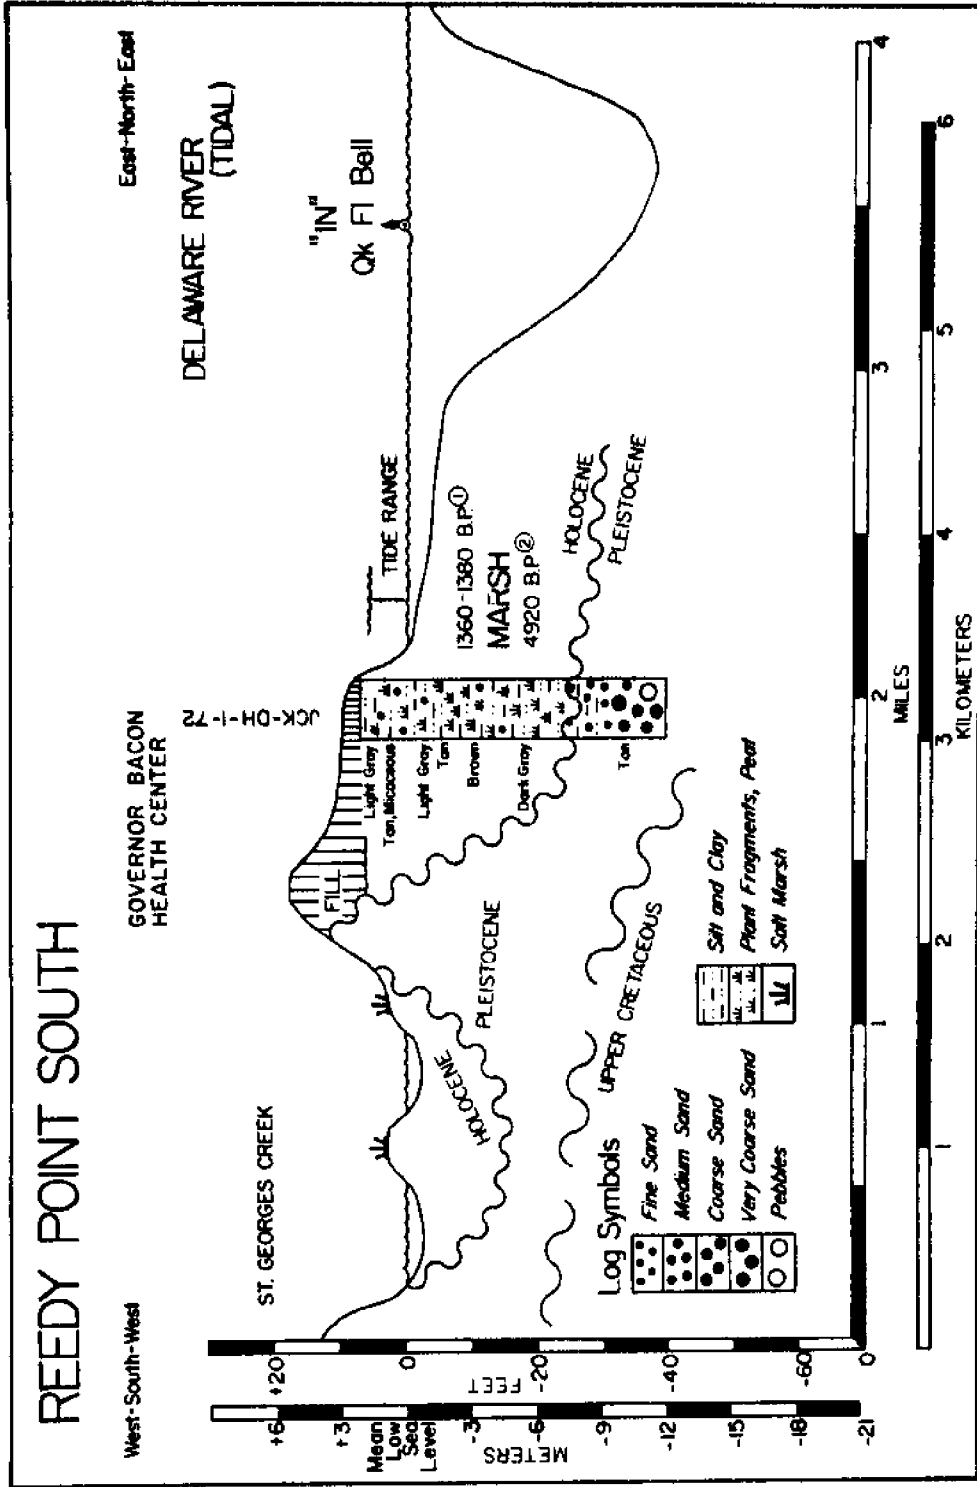 REEDY POINT SOUTH
West-South-West
East-North-East
GOVERNOR BACON
HEALTH CENTER
DELAWARE RIVER
(TIDAL)
ST. GEORGES CREEK
JCK-DH-1-72
"IN"
Qk Fl Bell
FILL
TIDE RANGE
Light Gray
Tan, Micaceous
Light Gray
Tan
Brown
Dark Gray
Tan
1360-1380 B.P. ①
MARSH
4920 B.P. ②
HOLOCENE
PLEISTOCENE
HOLOCENE
PLEISTOCENE
UPPER CRETACEOUS
+6
+3
Mean
Low
Sea
Level
-3
-6
-9
-12
-15
-18
-21
METERS
+20
0
-20
-40
-60
FEET
Log Symbols
Fine Sand
Medium Sand
Coarse Sand
Very Coarse Sand
Pebbles
Silt and Clay
Plant Fragments, Peat
Salt Marsh
0
1
2
3
4
MILES
1
2
3
4
5
6
KILOMETERS